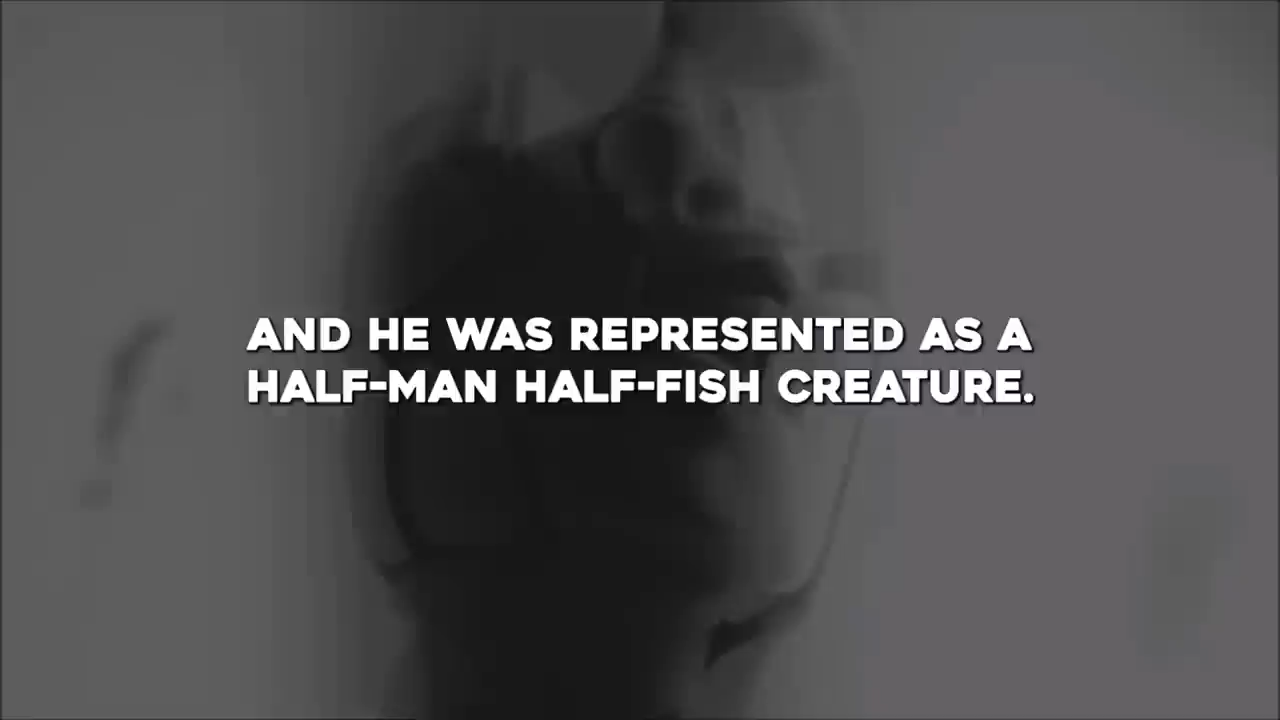 AND HE WAS REPRESENTED AS A
HALF-MAN HALF-FISH CREATURE.